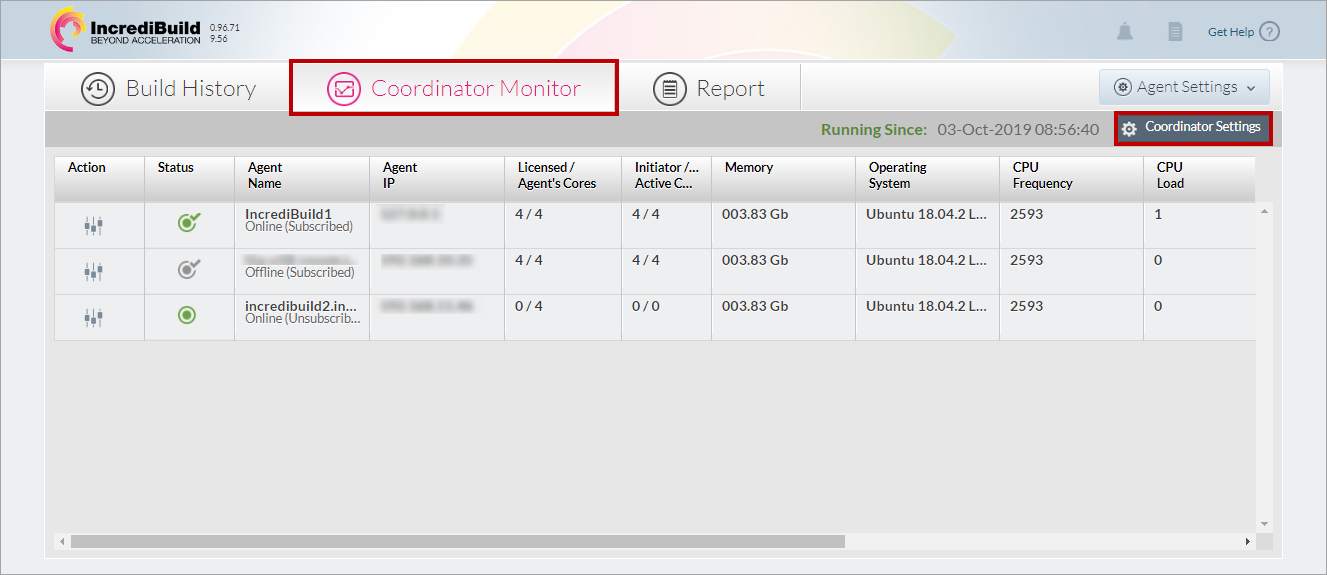 IncrediBuild
BEYOND ACCELERATION
0.96.71
9.56
Get Help ?
Build History
Coordinator Monitor
Report
Agent Settings
Running Since: 03-Oct-2019 08:56:40
Coordinator Settings
Action Status Agent Name Agent IP Licensed / Agent's Cores Initiator /... Active C... Memory Operating System CPU Frequency CPU Load
IncrediBuild1 4 / 4 4 / 4 003.83 Gb Ubuntu 18.04.2 L... 2593 1
Online (Subscribed)
4 / 4 4 / 4 003.83 Gb Ubuntu 18.04.2 L... 2593 0
Offline (Subscribed)
incredibuild2.in... 0 / 4 0 / 0 003.83 Gb Ubuntu 18.04.2 L... 2593 0
Online (Unsubscrib...